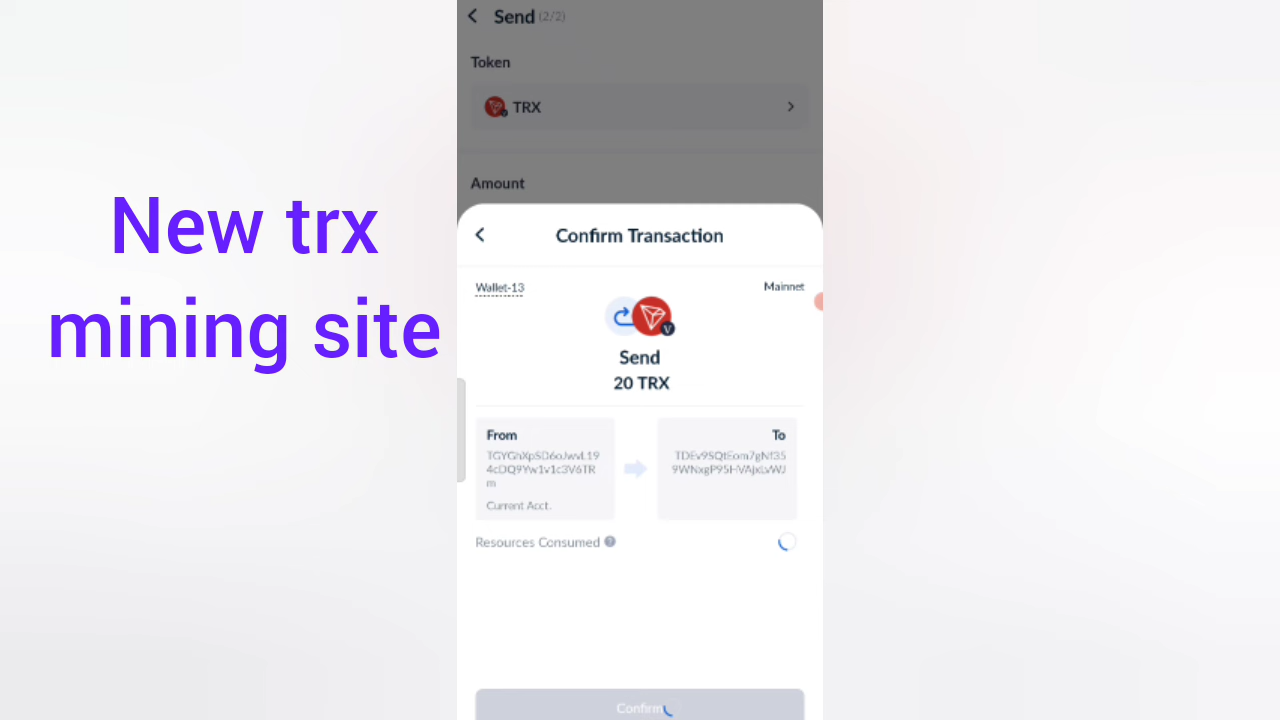 Send (2/2)
Token
TRX
Amount
New trx
mining site
Confirm Transaction
Wallet-13
Mainnet
V
Send
20 TRX
From
To
Current Acct.
Resources Consumed ?
Confirm